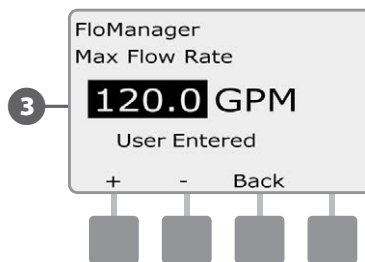 FloManager
Max Flow Rate
3
120.0 GPM
User Entered
+ - Back